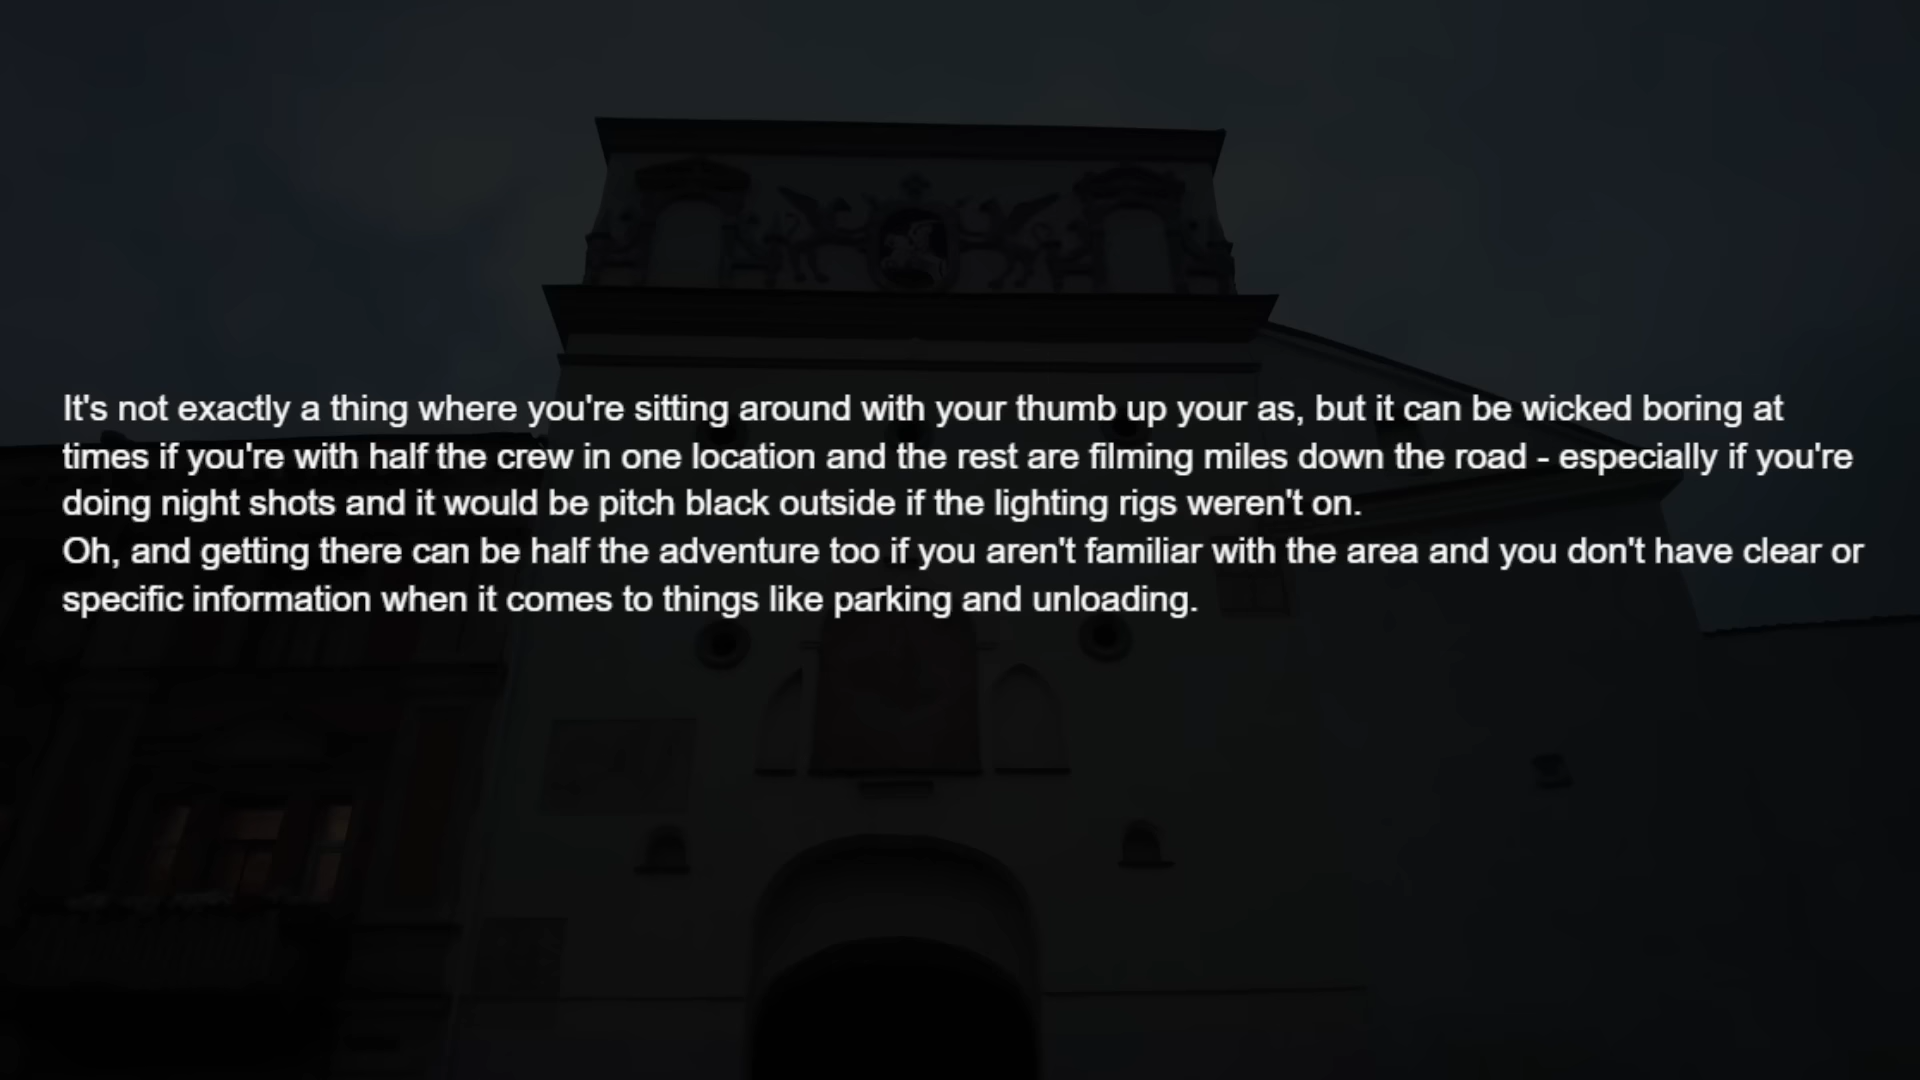 It's not exactly a thing where you're sitting around with your thumb up your as, but it can be wicked boring at
times if you're with half the crew in one location and the rest are filming miles down the road - especially if you're
doing night shots and it would be pitch black outside if the lighting rigs weren't on.
Oh, and getting there can be half the adventure too if you aren't familiar with the area and you don't have clear or
specific information when it comes to things like parking and unloading.